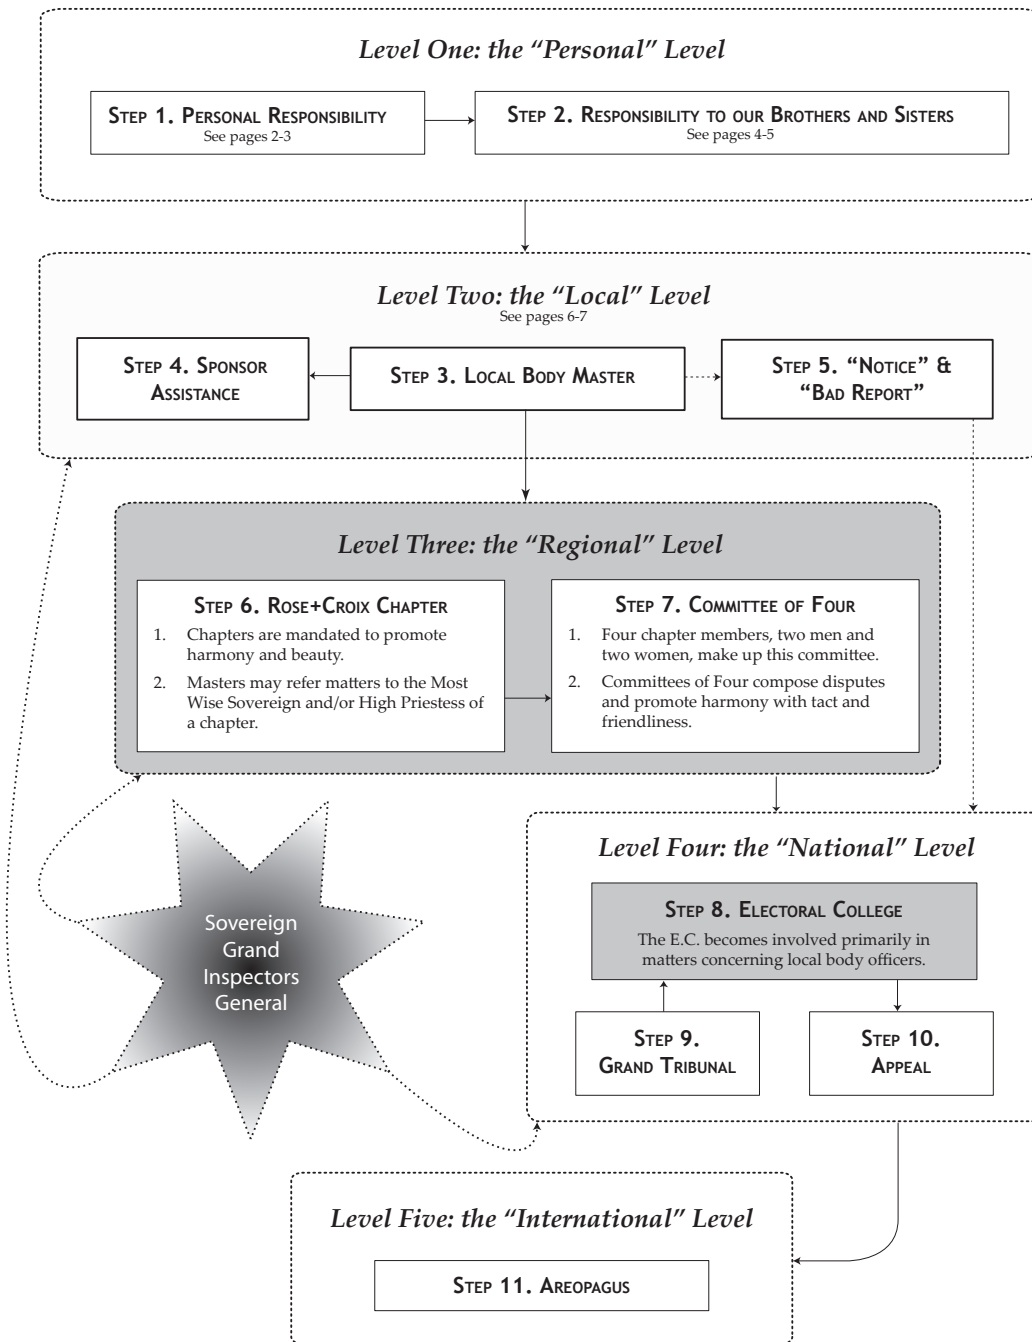 Level One: the “Personal” Level
Step 1. Personal Responsibility
See pages 2-3
Step 2. Responsibility to our Brothers and Sisters
See pages 4-5
Level Two: the “Local” Level
See pages 6-7
Step 4. Sponsor
Assistance
Step 3. Local Body Master
Step 5. “Notice” &
“Bad Report”
Level Three: the “Regional” Level
Step 6. Rose+Croix Chapter
1. Chapters are mandated to promote
harmony and beauty.
2. Masters may refer matters to the Most
Wise Sovereign and/or High Priestess of
a chapter.
Step 7. Committee of Four
1. Four chapter members, two men and
two women, make up this committee.
2. Committees of Four compose disputes
and promote harmony with tact and
friendliness.
Sovereign
Grand
Inspectors
General
Level Four: the “National” Level
Step 8. Electoral College
The E.C. becomes involved primarily in
matters concerning local body officers.
Step 9.
Grand Tribunal
Step 10.
Appeal
Level Five: the “International” Level
Step 11. Areopagus